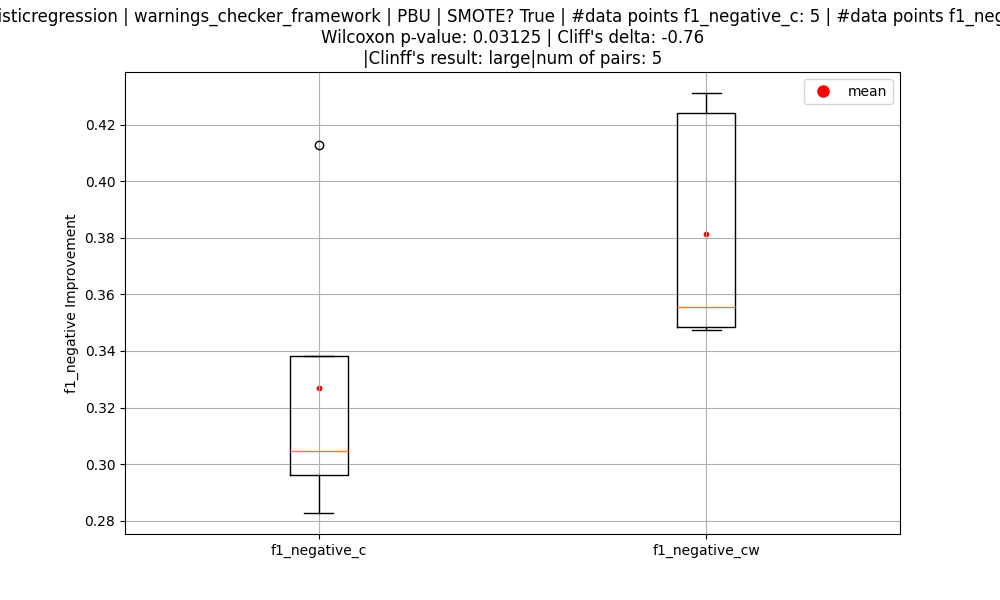 | warnings_checker_framework | PBU | SMOTE? True | #data points f1_negative_c: 5 | #data points
Wilcoxon p-value: 0.03125 | Cliff's delta: -0.76
|Clinff's result: large|num of pairs: 5
mean
0.42
0.40
0.38
0.36
0.34
0.32
0.30
0.28
f1_negative Improvement
f1_negative_c
f1_negative_cw